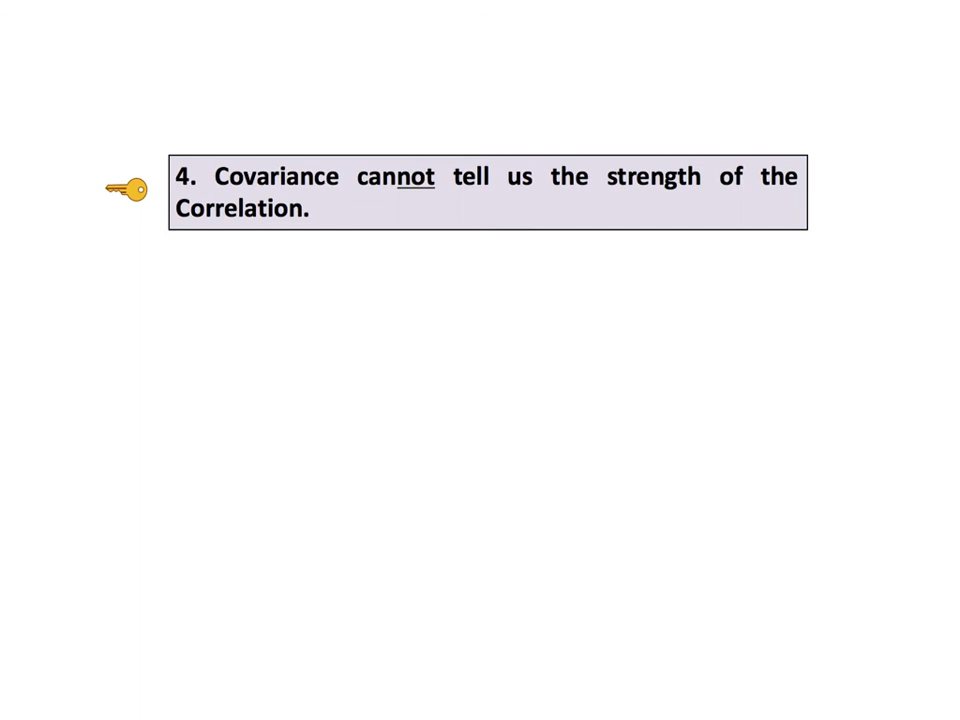 4. Covariance cannot tell us the strength of the
Correlation.